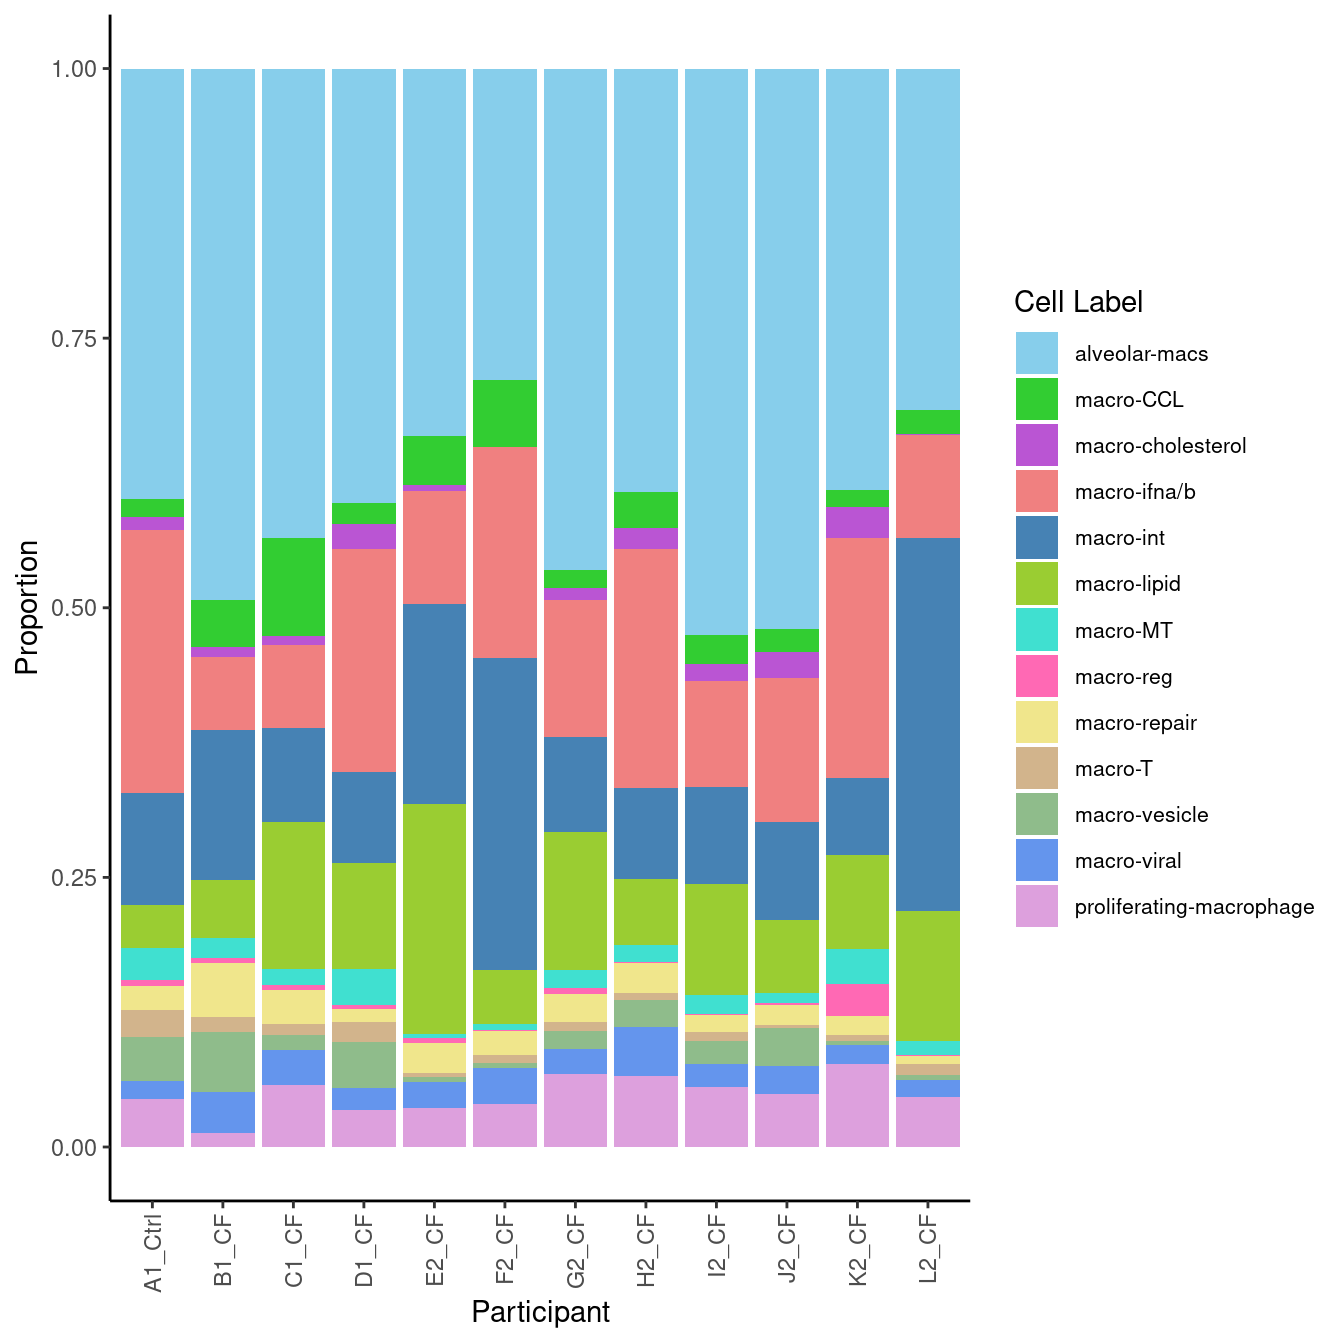 1.00
0.75
0.50
0.25
0.00
Proportion
A1_Ctrl
B1_CF
C1_CF
D1_CF
E2_CF
F2_CF
G2_CF
H2_CF
I2_CF
J2_CF
K2_CF
L2_CF
Participant
Cell Label
alveolar-macs
macro-CCL
macro-cholesterol
macro-ifna/b
macro-int
macro-lipid
macro-MT
macro-reg
macro-repair
macro-T
macro-vesicle
macro-viral
proliferating-macrophage